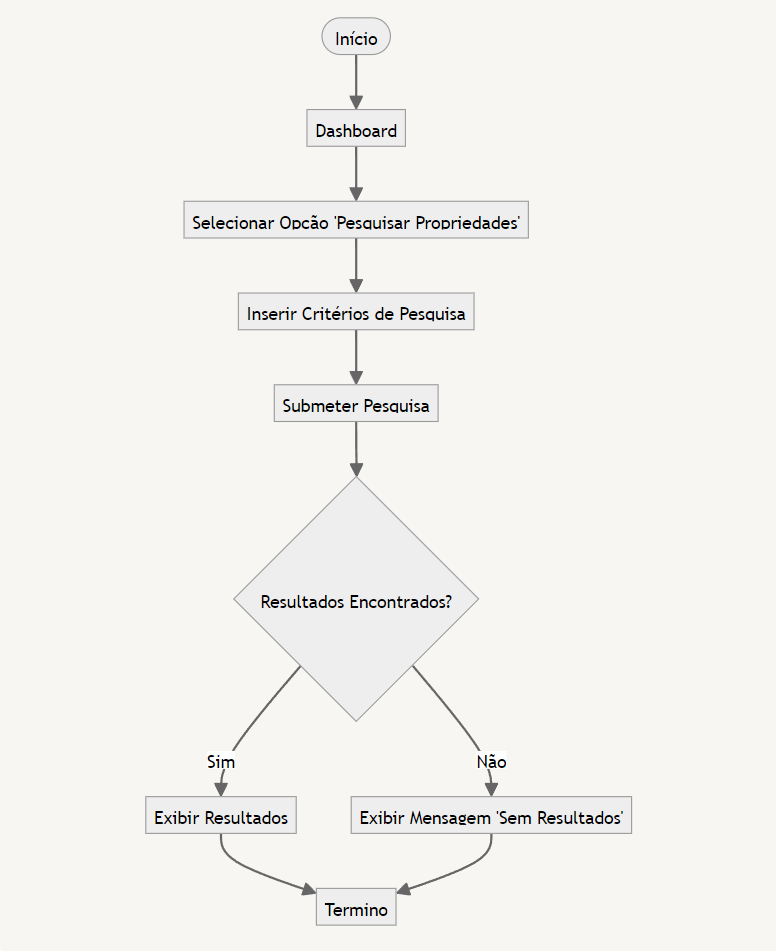 Início
Dashboard
Selecionar Opção 'Pesquisar Propriedades'
Inserir Critérios de Pesquisa
Submeter Pesquisa
Resultados Encontrados?
Sim
Não
Exibir Resultados
Exibir Mensagem 'Sem Resultados'
Termino